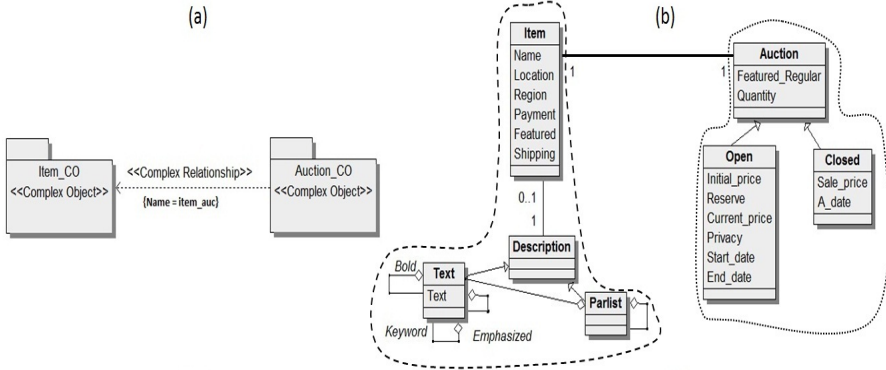 (a)
Item_CO
<<Complex Object>>
<<Complex Relationship>>
{Name = item_auc}
Auction_CO
<<Complex Object>>
(b)
Item
Name
Location
Region
Payment
Featured
Shipping
1
1
Auction
Featured_Regular
Quantity
Open
Initial_price
Reserve
Current_price
Privacy
Start_date
End_date
Closed
Sale_price
A_date
0..1
1
Description
Bold
Text
Text
Keyword
Emphasized
Parlist